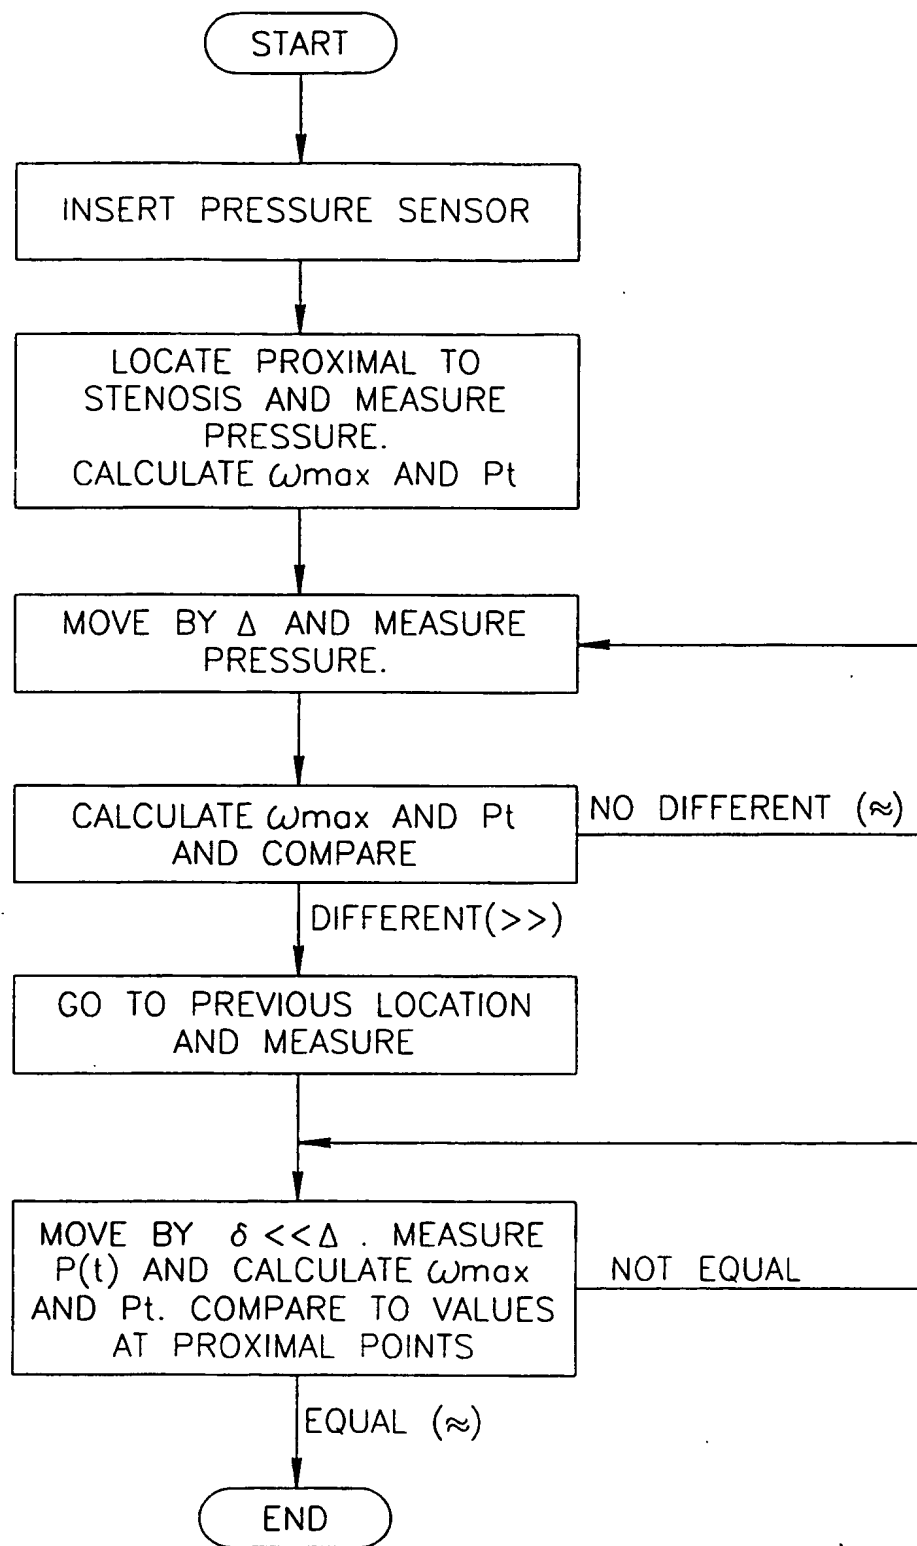 START
INSERT PRESSURE SENSOR
LOCATE PROXIMAL TO
STENOSIS AND MEASURE
PRESSURE.
CALCULATE ωmax AND Pt
MOVE BY Δ AND MEASURE
PRESSURE.
CALCULATE ωmax AND Pt
AND COMPARE
NO DIFFERENT (≈)
DIFFERENT(>>)
GO TO PREVIOUS LOCATION
AND MEASURE
MOVE BY δ <<Δ . MEASURE
P(t) AND CALCULATE ωmax
AND Pt. COMPARE TO VALUES
AT PROXIMAL POINTS
NOT EQUAL
EQUAL (≈)
END